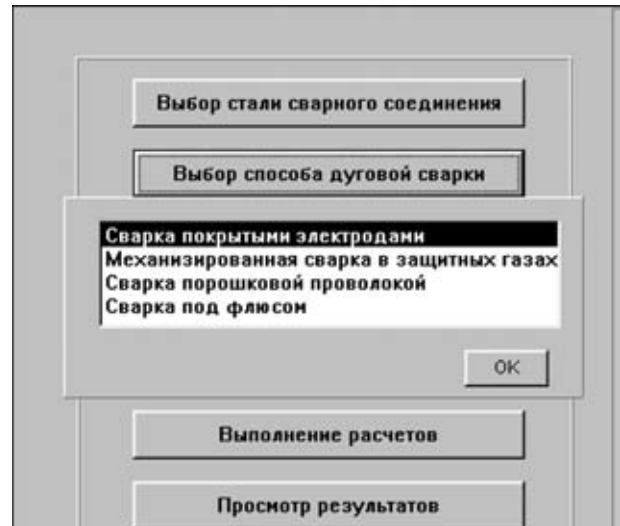 Выбор стали сварного соединения
Выбор способа дуговой сварки
Сварка покрытыми электродами
Механизированная сварка в защитных газах
Сварка порошковой проволокой
Сварка под флюсом
OK
Выполнение расчетов
Просмотр результатов